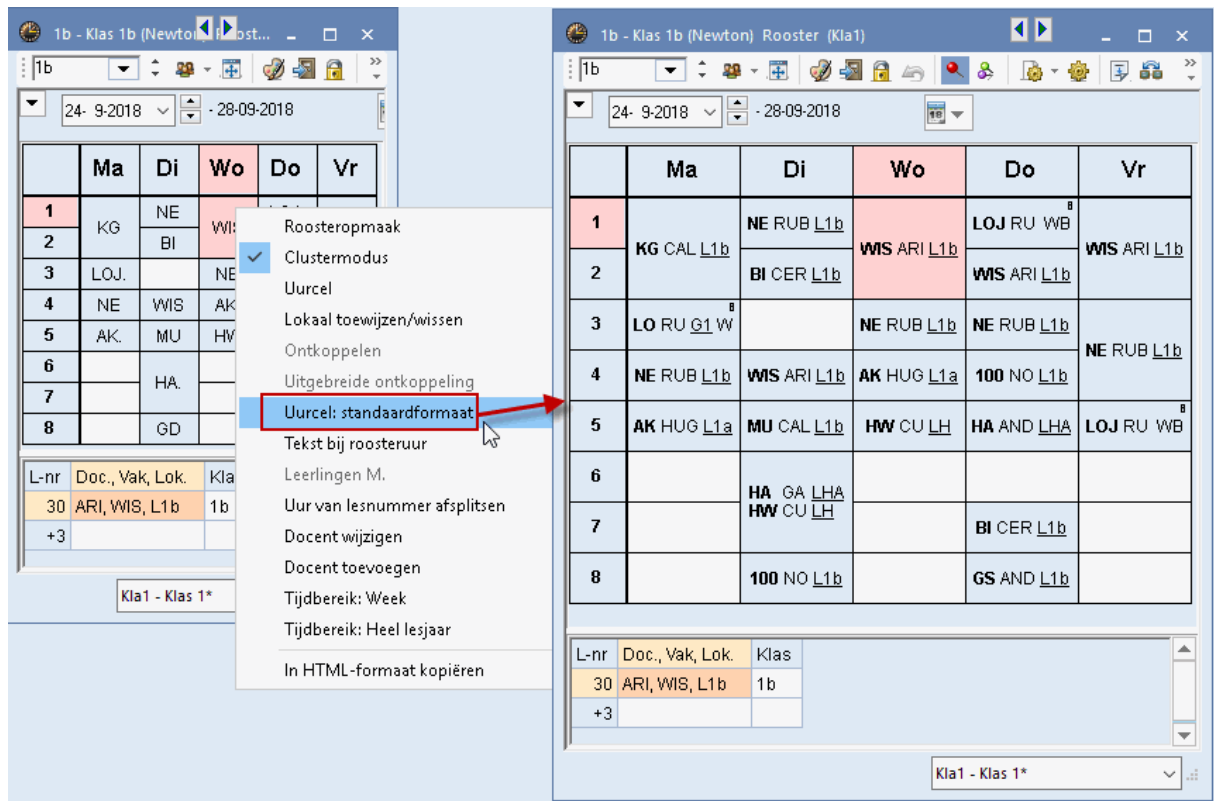 1b - Klas 1b (Newton) Roost...
1b
24- 9-2018 - 28-09-2018
Ma Di Wo Do Vr
1 KG NE WIS
2 BI
3 LOJ. NE
4 NE WIS AK
5 AK. MU HW
6 HA.
7
8 GD
L-nr Doc., Vak, Lok. Kla
30 ARI, WIS, L1b 1b
+3
Kla1 - Klas 1*
Roosteropmaak
Clustermodus
Uurcel
Lokaal toewijzen/wissen
Ontkoppelen
Uitgebreide ontkoppeling
Uurcel: standaardformaat
Tekst bij roosteruur
Leerlingen M.
Uur van lesnummer afsplitsen
Docent wijzigen
Docent toevoegen
Tijdbereik: Week
Tijdbereik: Heel lesjaar
In HTML-formaat kopiëren
1b - Klas 1b (Newton) Rooster (Kla1)
1b
24- 9-2018 - 28-09-2018
18
Ma Di Wo Do Vr
1 KG CAL L1b NE RUB L1b WIS ARI L1b LOJ RU WB 8 WIS ARI L1b
2 BI CER L1b WIS ARI L1b
3 LO RU G1 W 8 NE RUB L1b NE RUB L1b NE RUB L1b
4 NE RUB L1b WIS ARI L1b AK HUG L1a 100 NO L1b
5 AK HUG L1a MU CAL L1b HW CU LH HA AND LHA LOJ RU WB 8
6 HA GA LHA
HW CU LH
7 BI CER L1b
8 100 NO L1b GS AND L1b
L-nr Doc., Vak, Lok. Klas
30 ARI, WIS, L1b 1b
+3
Kla1 - Klas 1*